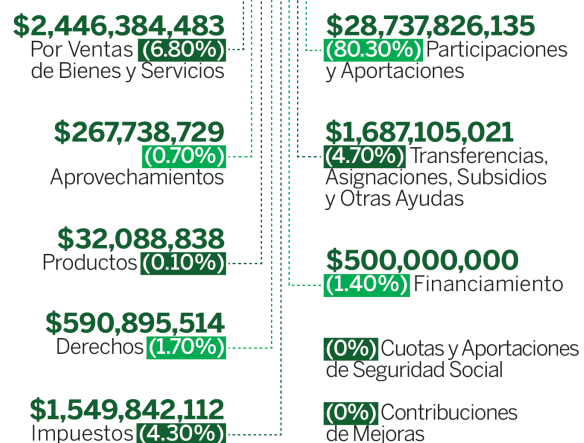 $2,446,384,483
Por Ventas (6.80%)
de Bienes y Servicios
$267,738,729
(0.70%)
Aprovechamientos
$32,088,838
Productos (0.10%)
$590,895,514
Derechos (1.70%)
$1,549,842,112
Impuestos (4.30%)
$28,737,826,135
(80.30%) Participaciones
y Aportaciones
$1,687,105,021
(4.70%) Transferencias,
Asignaciones, Subsidios
y Otras Ayudas
$500,000,000
(1.40%) Financiamiento
(0%) Cuotas y Aportaciones
de Seguridad Social
(0%) Contribuciones
de Mejoras